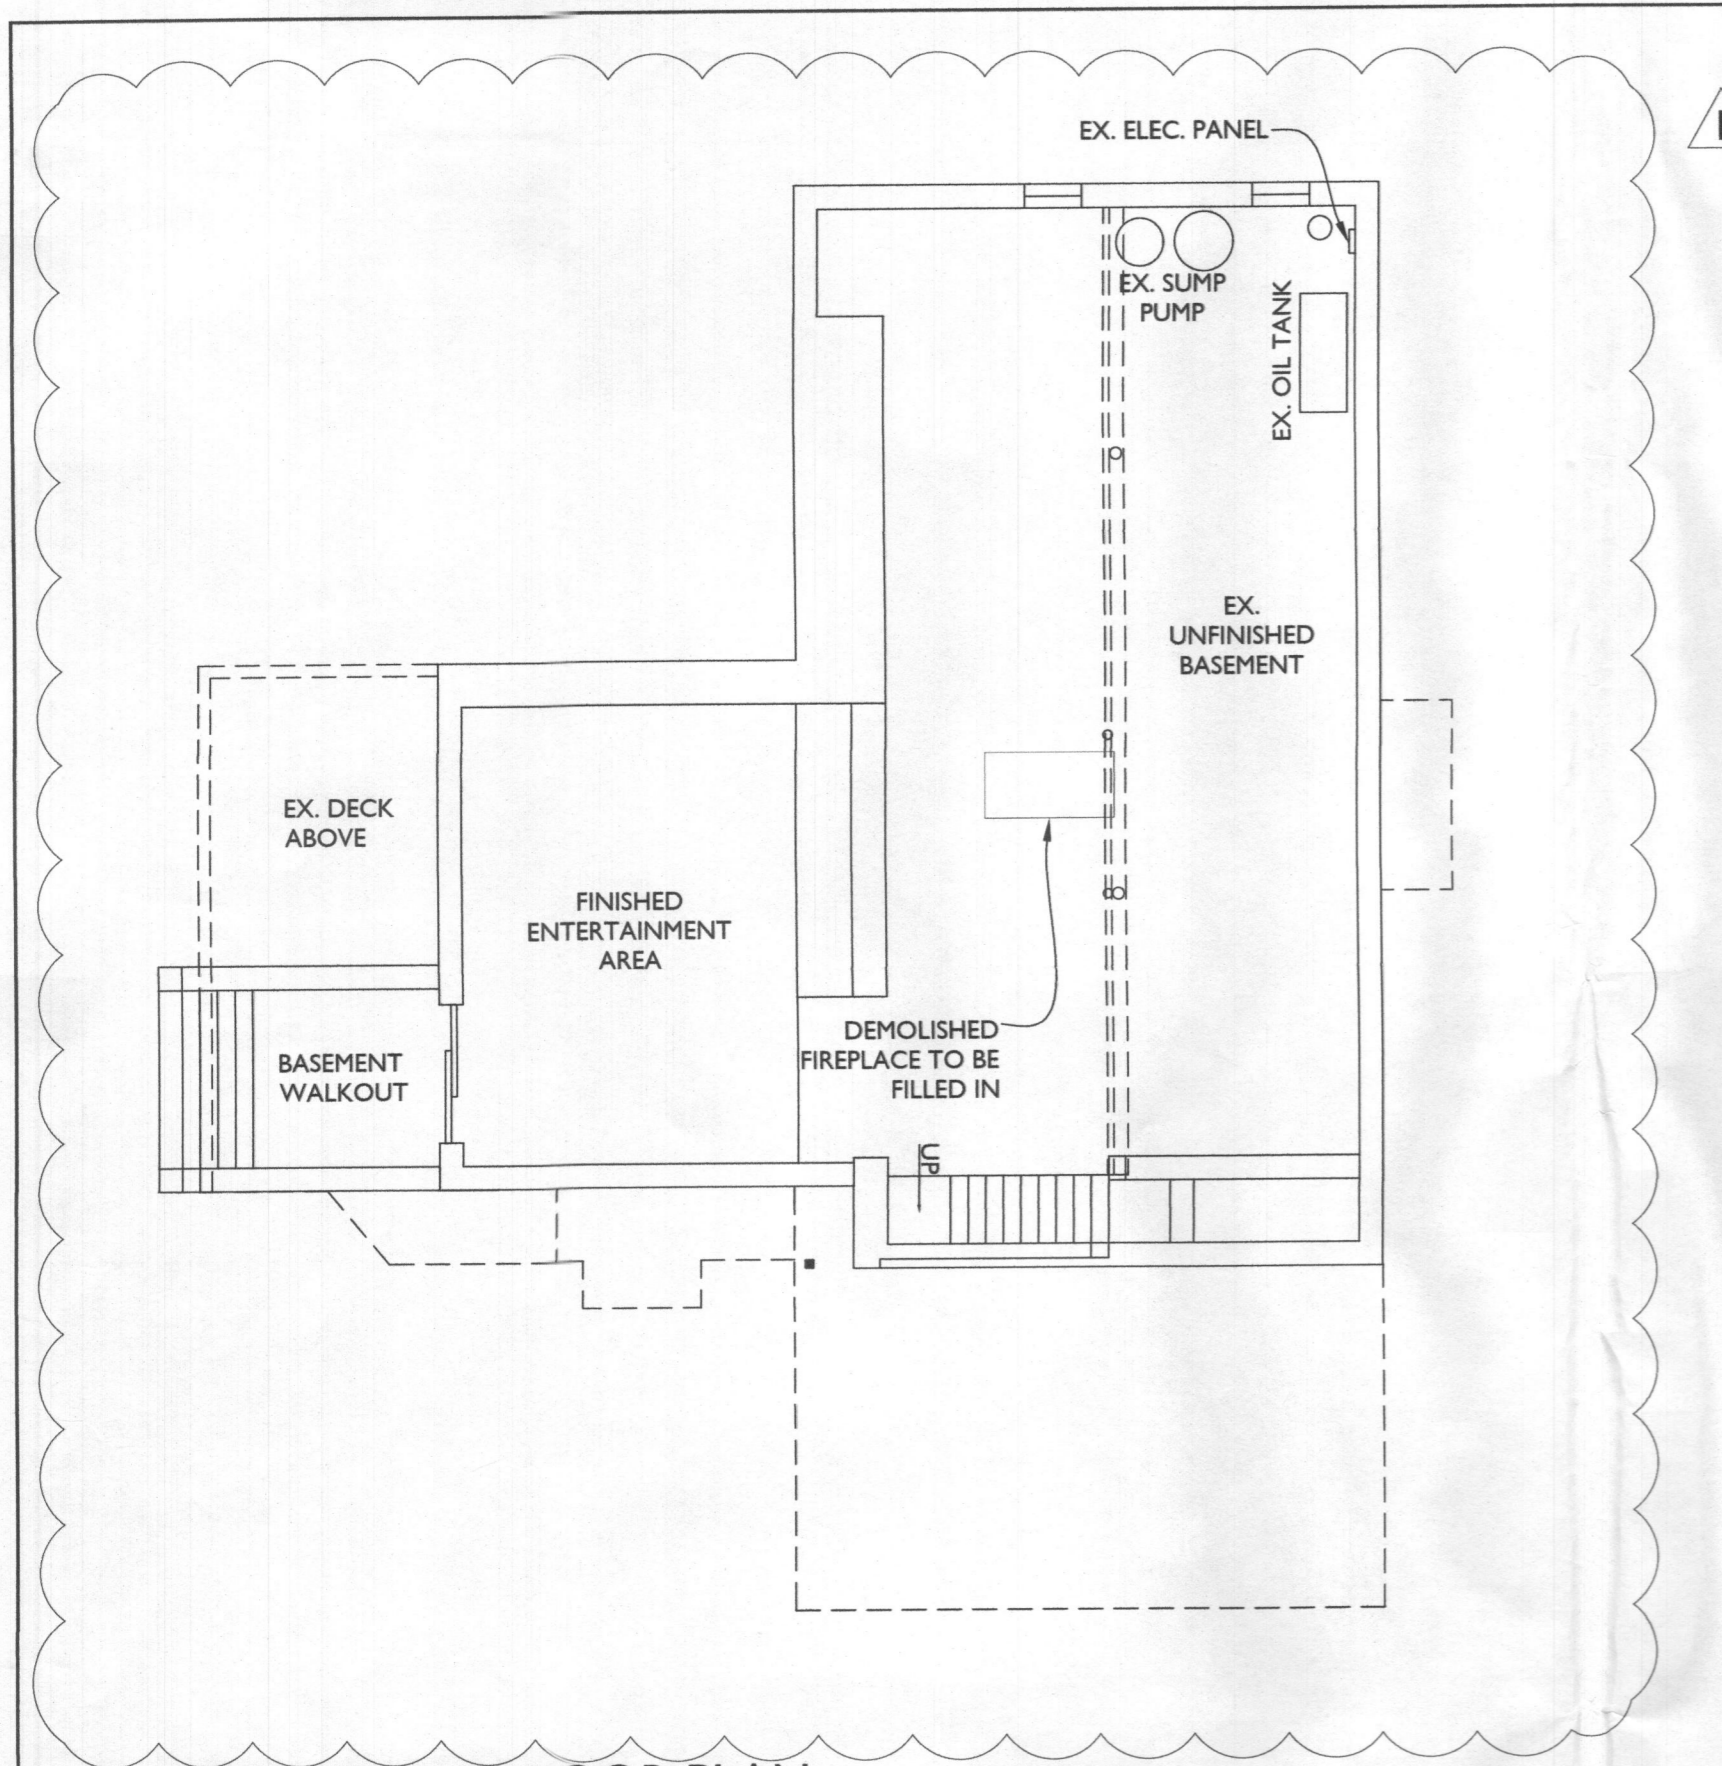 EX. ELEC. PANEL
EX. SUMP
PUMP
EX. OIL TANK
EX.
UNFINISHED
BASEMENT
EX. DECK
ABOVE
FINISHED
ENTERTAINMENT
AREA
BASEMENT
WALKOUT
DEMOLISHED
FIREPLACE TO BE
FILLED IN
UP
PLAN